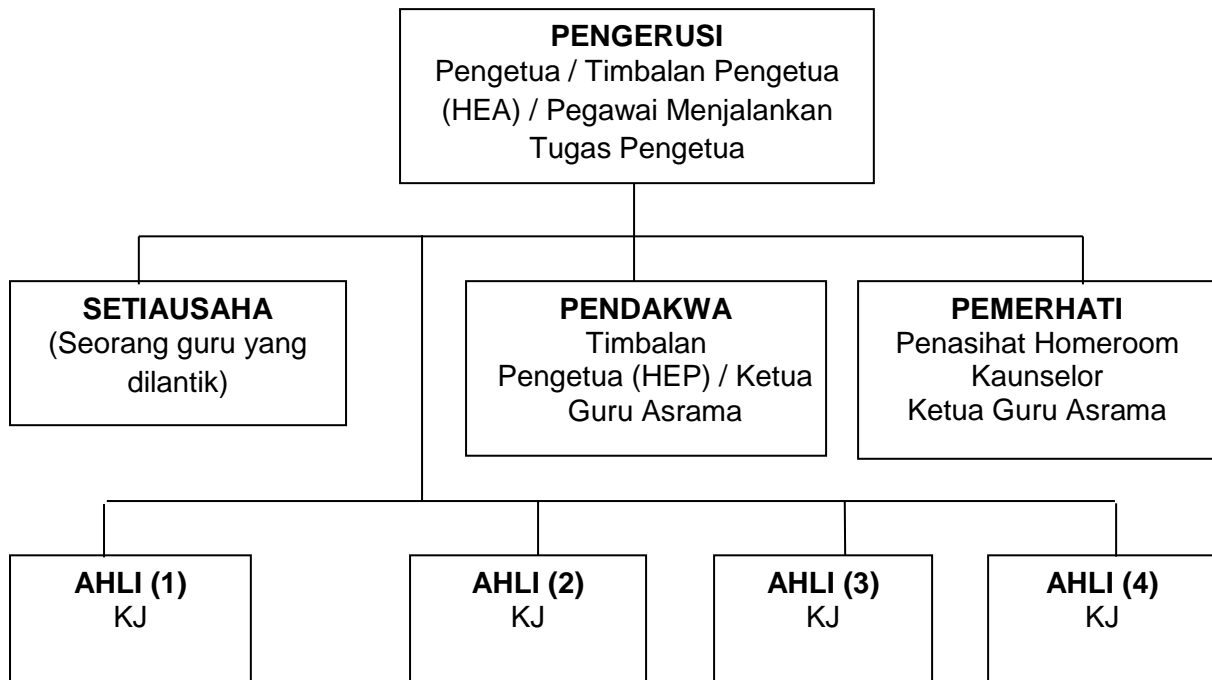 PENGERUSI
Pengetua / Timbalan Pengetua
(HEA) / Pegawai Menjalankan
Tugas Pengetua
SETIAUSAHA
(Seorang guru yang
dilantik)
PENDAKWA
Timbalan
Pengetua (HEP) / Ketua
Guru Asrama
PEMERHATI
Penasihat Homeroom
Kaunselor
Ketua Guru Asrama
AHLI (1)
KJ
AHLI (2)
KJ
AHLI (3)
KJ
AHLI (4)
KJ